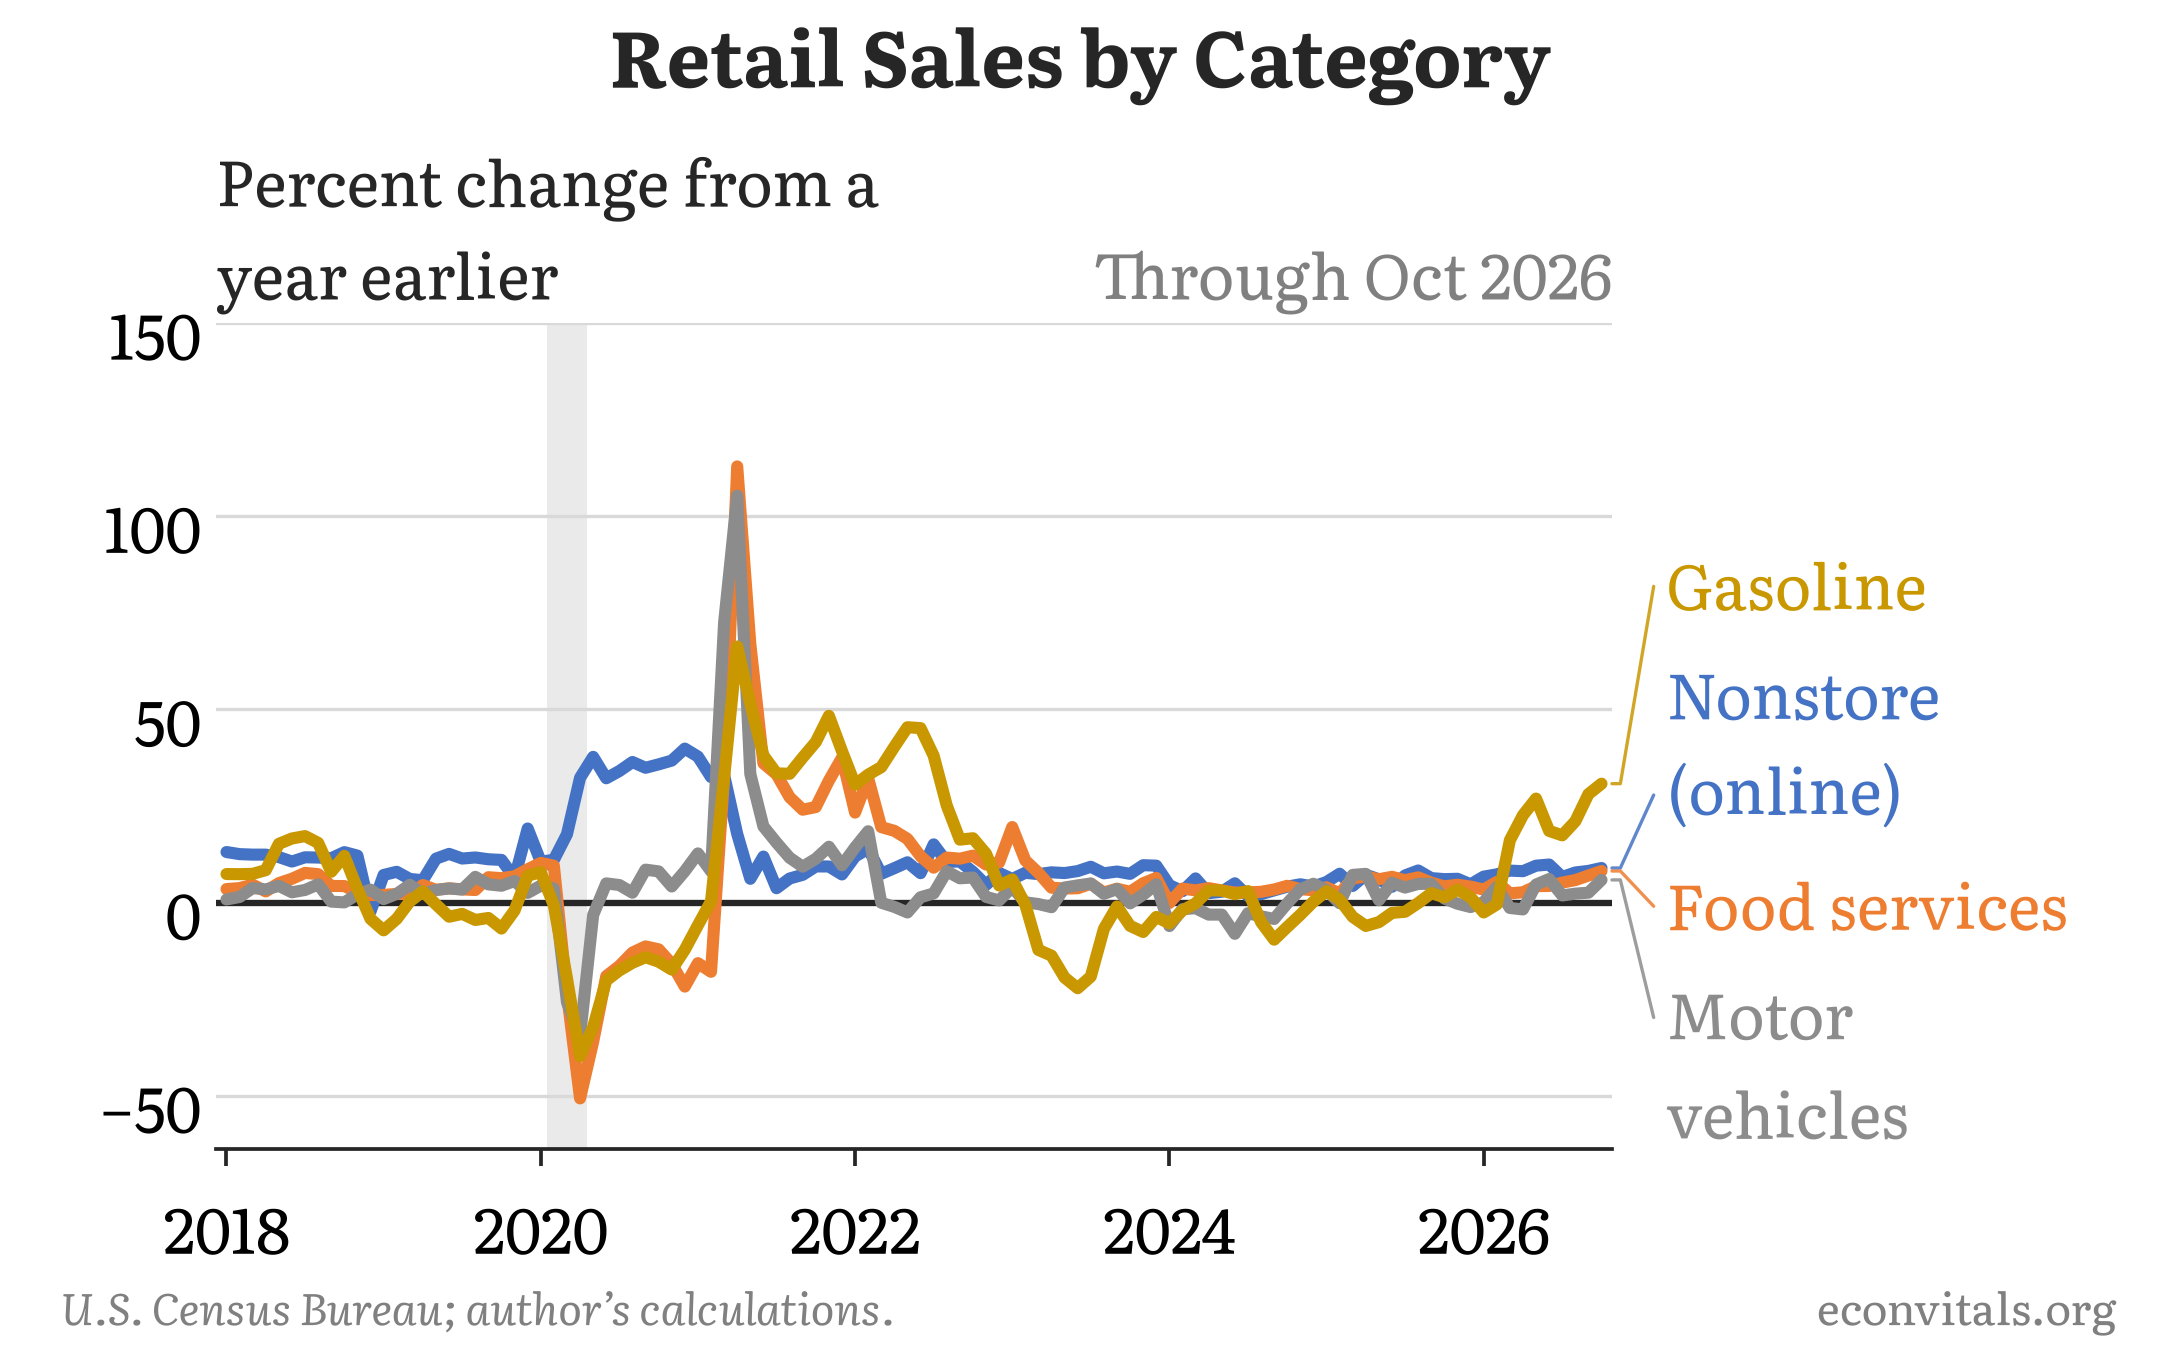 Retail Sales by Category
Percent change from a
year earlier
Through Oct 2026
150
100
50
0
−50
Gasoline
Nonstore
(online)
Food services
Motor
vehicles
2018 2020 2022 2024 2026
U.S. Census Bureau; author’s calculations.
econvitals.org